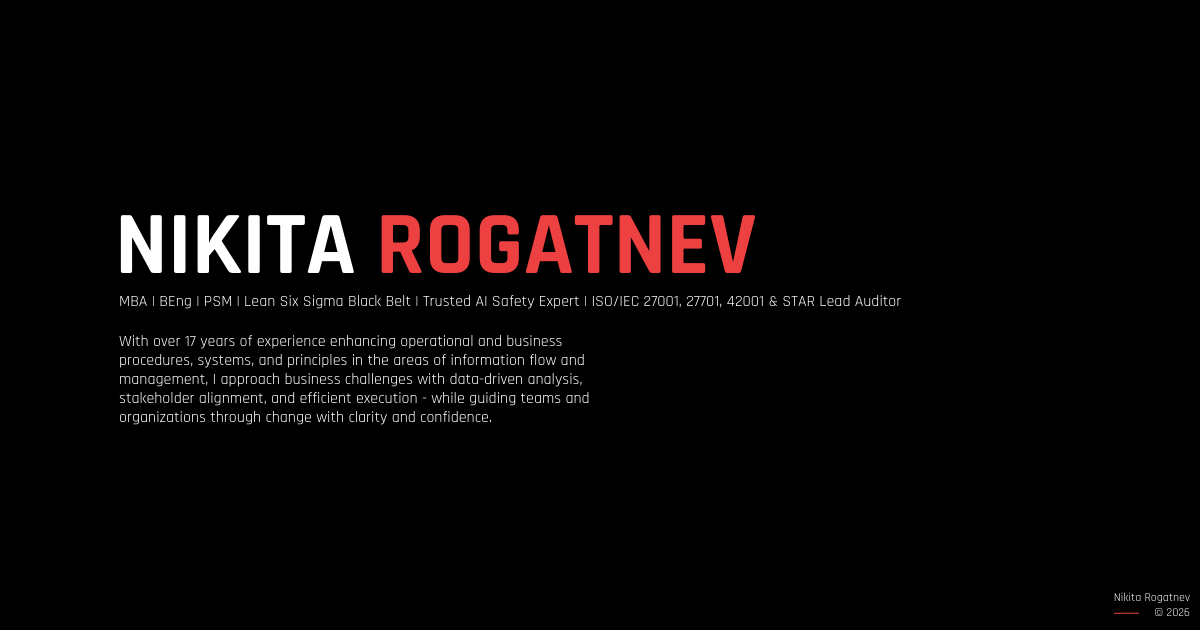 NIKITA ROGATNEV
MBA | BEng | PSM | Lean Six Sigma Black Belt | Trusted AI Safety Expert | ISO/IEC 27001, 27701, 42001 & STAR Lead Auditor
With over 17 years of experience enhancing operational and business
procedures, systems, and principles in the areas of information flow and
management, I approach business challenges with data-driven analysis,
stakeholder alignment, and efficient execution - while guiding teams and
organizations through change with clarity and confidence.
Nikita Rogatnev
© 2026